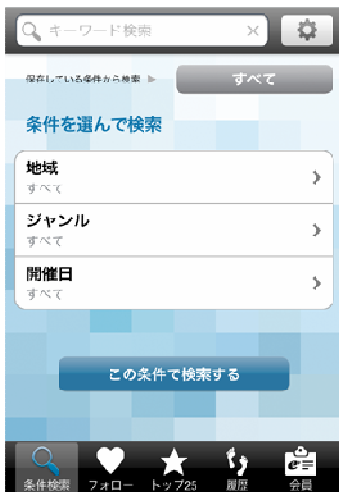 キーワード検索
保存している条件から検索 ▶
すべて
条件を選んで検索
地域
すべて
ジャンル
すべて
開催日
すべて
この条件で検索する
条件検索
フォロー
トップ25
履歴
会員